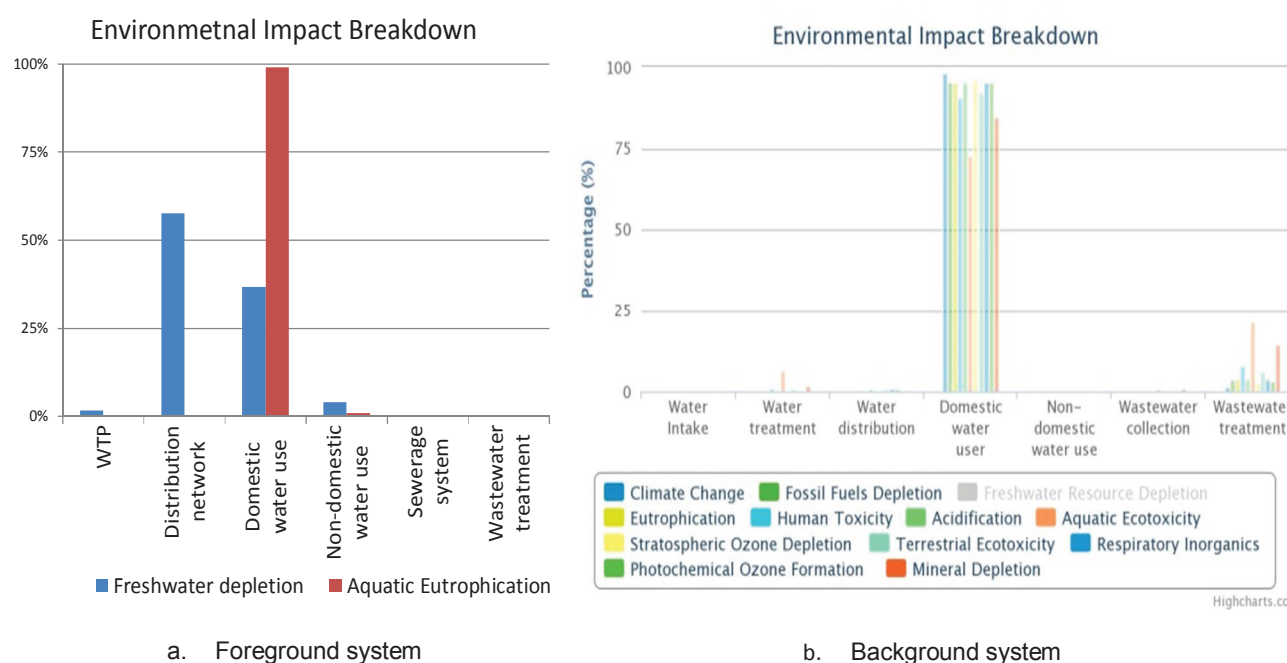 Environmetnal Impact Breakdown
100%
75%
50%
25%
0%
WTP
Distribution
network
Domestic
water use
Non-domestic
water use
Sewerage
system
Wastewater
treatment
Freshwater depletion
Aquatic Eutrophication
a. Foreground system
Environmental Impact Breakdown
Percentage (%)
100
75
50
25
0
Water
Intake
Water
treatment
Water
distribution
Domestic
water
user
Non-
domestic
water use
Wastewater
collection
Wastewater
treatment
Climate Change Fossil Fuels Depletion Freshwater Resource Depletion
Eutrophication Human Toxicity Acidification Aquatic Ecotoxicity
Stratospheric Ozone Depletion Terrestrial Ecotoxicity Respiratory Inorganics
Photochemical Ozone Formation Mineral Depletion
Highcharts.co
b. Background system